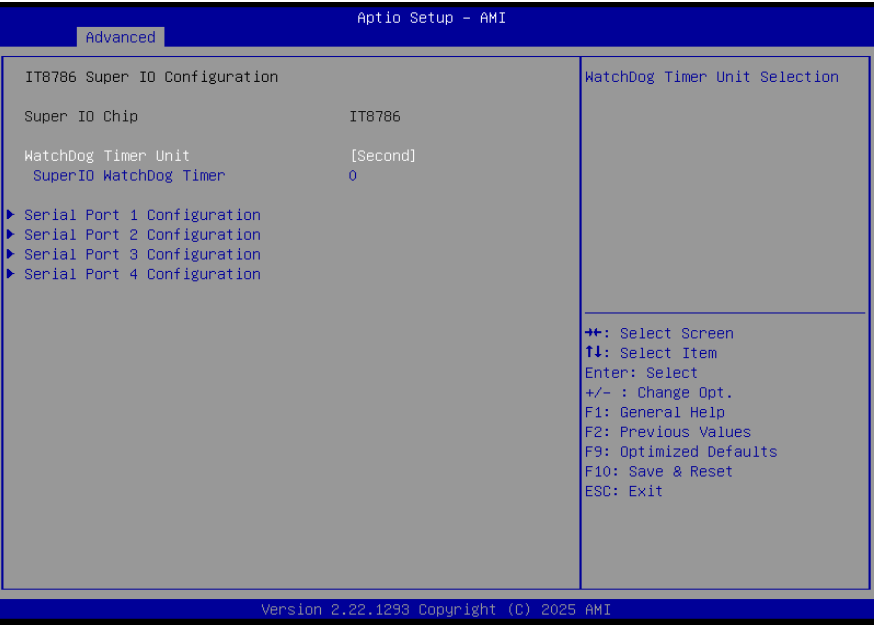 Aptio Setup - AMI
Advanced
IT8786 Super IO Configuration
Super IO Chip IT8786
WatchDog Timer Unit [Second]
SuperIO WatchDog Timer 0
Serial Port 1 Configuration
Serial Port 2 Configuration
Serial Port 3 Configuration
Serial Port 4 Configuration
WatchDog Timer Unit Selection
→←: Select Screen
↑↓: Select Item
Enter: Select
+/- : Change Opt.
F1: General Help
F2: Previous Values
F9: Optimized Defaults
F10: Save & Reset
ESC: Exit
Version 2.22.1293 Copyright (C) 2025 AMI